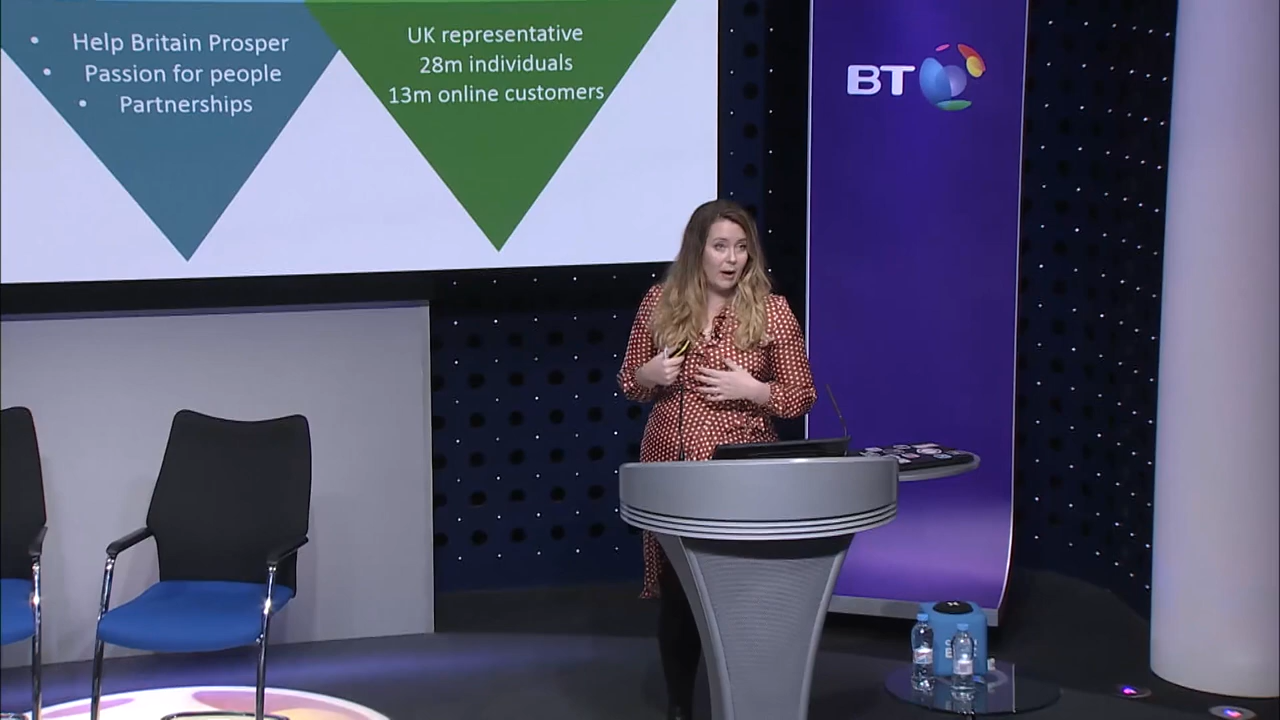 Help Britain Prosper
Passion for people
Partnerships
UK representative
28m individuals
13m online customers
BT